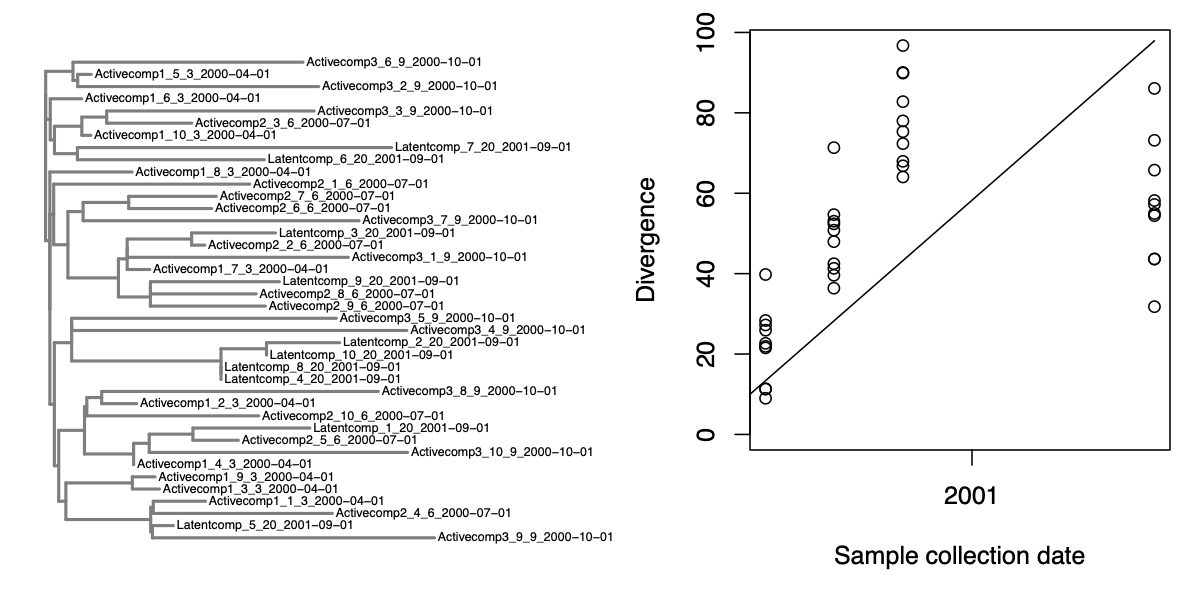 Activecomp3_6_9_2000−10−01
Activecomp1_5_3_2000−04−01
Activecomp3_2_9_2000−10−01
Activecomp1_6_3_2000−04−01
Activecomp3_3_9_2000−10−01
Activecomp2_3_6_2000−07−01
Activecomp1_10_3_2000−04−01
Latentcomp_7_20_2001−09−01
Latentcomp_6_20_2001−09−01
Activecomp1_8_3_2000−04−01
Activecomp2_1_6_2000−07−01
Activecomp2_7_6_2000−07−01
Activecomp2_6_6_2000−07−01
Activecomp3_7_9_2000−10−01
Latentcomp_3_20_2001−09−01
Activecomp2_2_6_2000−07−01
Activecomp3_1_9_2000−10−01
Activecomp1_7_3_2000−04−01
Latentcomp_9_20_2001−09−01
Activecomp2_8_6_2000−07−01
Activecomp2_9_6_2000−07−01
Activecomp3_5_9_2000−10−01
Activecomp3_4_9_2000−10−01
Latentcomp_2_20_2001−09−01
Latentcomp_10_20_2001−09−01
Latentcomp_8_20_2001−09−01
Latentcomp_4_20_2001−09−01
Activecomp3_8_9_2000−10−01
Activecomp1_2_3_2000−04−01
Activecomp2_10_6_2000−07−01
Latentcomp_1_20_2001−09−01
Activecomp2_5_6_2000−07−01
Activecomp3_10_9_2000−10−01
Activecomp1_4_3_2000−04−01
Activecomp1_9_3_2000−04−01
Activecomp1_3_3_2000−04−01
Activecomp1_1_3_2000−04−01
Activecomp2_4_6_2000−07−01
Latentcomp_5_20_2001−09−01
Activecomp3_9_9_2000−10−01
Divergence
100
80
60
40
20
0
2001
Sample collection date